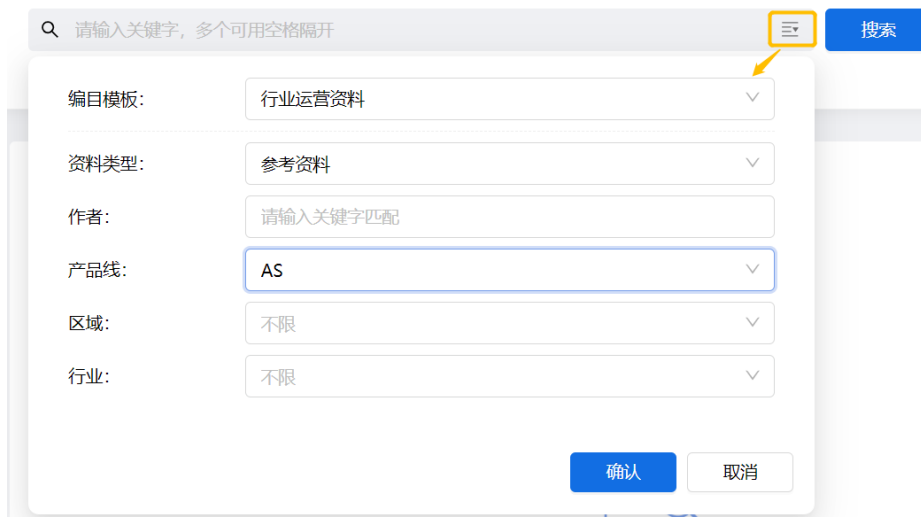 请输入关键字，多个可用空格隔开
搜索
编目模板：
行业运营资料
资料类型：
参考资料
作者：
请输入关键字匹配
产品线：
AS
区域：
不限
行业：
不限
确认
取消